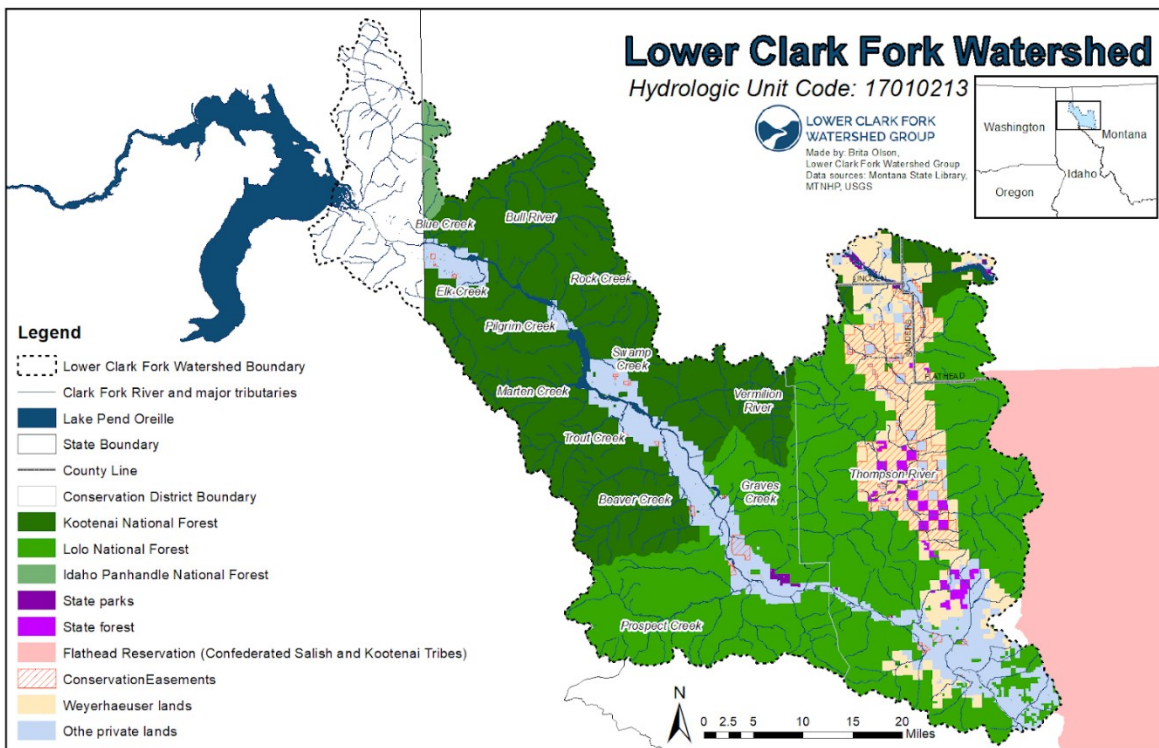 Lower Clark Fork Watershed
Hydrologic Unit Code: 17010213
LOWER CLARK FORK
WATERSHED GROUP
Made by: Brita Olson,
Lower Clark Fork Watershed Group
Data sources: Montana State Library,
MTNHP, USGS
Washington
Montana
Oregon
Idaho
Blue Creek
Bull River
Elk Creek
Rock Creek
LINCOLN
SANDERS
FLATHEAD
Pilgrim Creek
Swamp
Creek
Marten Creek
Vermilion
River
Trout Creek
Thompson River
Beaver Creek
Graves
Creek
Prospect Creek
Legend
Lower Clark Fork Watershed Boundary
Clark Fork River and major tributaries
Lake Pend Oreille
State Boundary
County Line
Conservation District Boundary
Kootenai National Forest
Lolo National Forest
Idaho Panhandle National Forest
State parks
State forest
Flathead Reservation (Confederated Salish and Kootenai Tribes)
ConservationEasements
Weyerhaeuser lands
Othe private lands
N
0 2.5 5 10 15 20
Miles